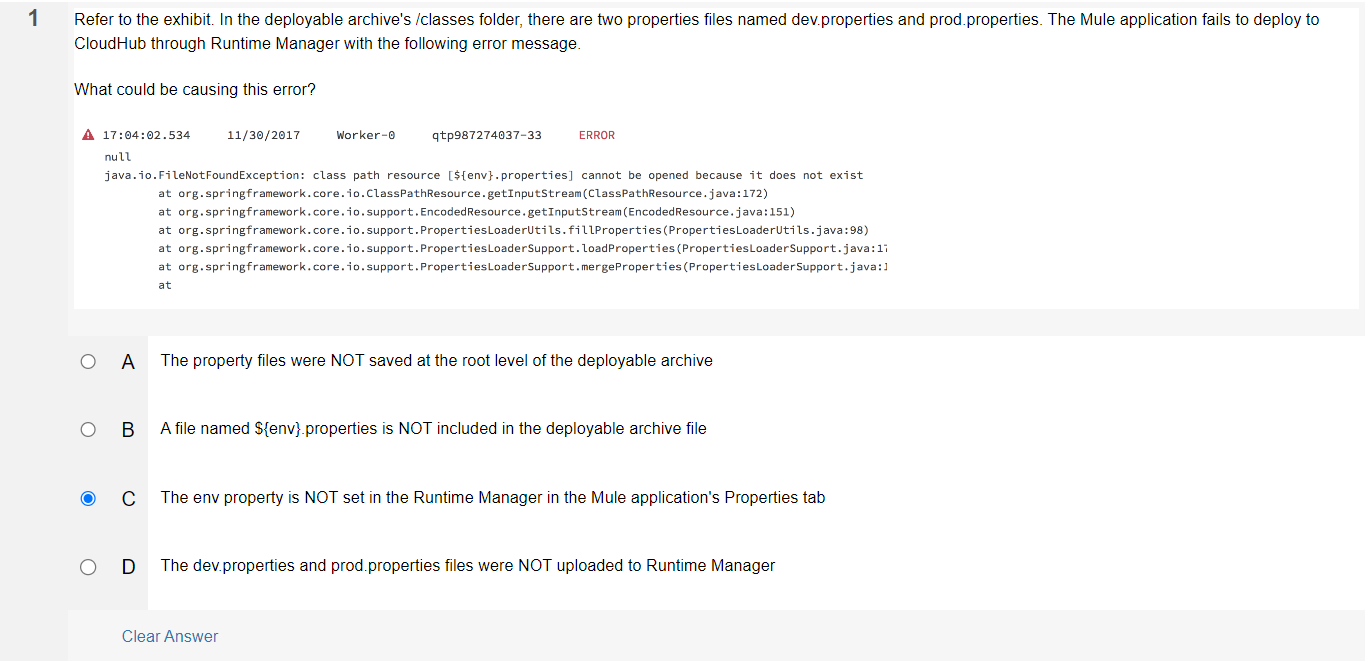 1
Refer to the exhibit. In the deployable archive's /classes folder, there are two properties files named dev.properties and prod.properties. The Mule application fails to deploy to
CloudHub through Runtime Manager with the following error message.
What could be causing this error?
17:04:02.534 11/30/2017 Worker-0 qtp987274037-33 ERROR
null
java.io.FileNotFoundException: class path resource [${env}.properties] cannot be opened because it does not exist
at org.springframework.core.io.ClassPathResource.getInputStream(ClassPathResource.java:172)
at org.springframework.core.io.support.EncodedResource.getInputStream(EncodedResource.java:151)
at org.springframework.core.io.support.PropertiesLoaderUtils.fillProperties(PropertiesLoaderUtils.java:98)
at org.springframework.core.io.support.PropertiesLoaderSupport.loadProperties(PropertiesLoaderSupport.java:17
at org.springframework.core.io.support.PropertiesLoaderSupport.mergeProperties(PropertiesLoaderSupport.java:1
at
A The property files were NOT saved at the root level of the deployable archive
B A file named ${env}.properties is NOT included in the deployable archive file
C The env property is NOT set in the Runtime Manager in the Mule application's Properties tab
D The dev.properties and prod.properties files were NOT uploaded to Runtime Manager
Clear Answer